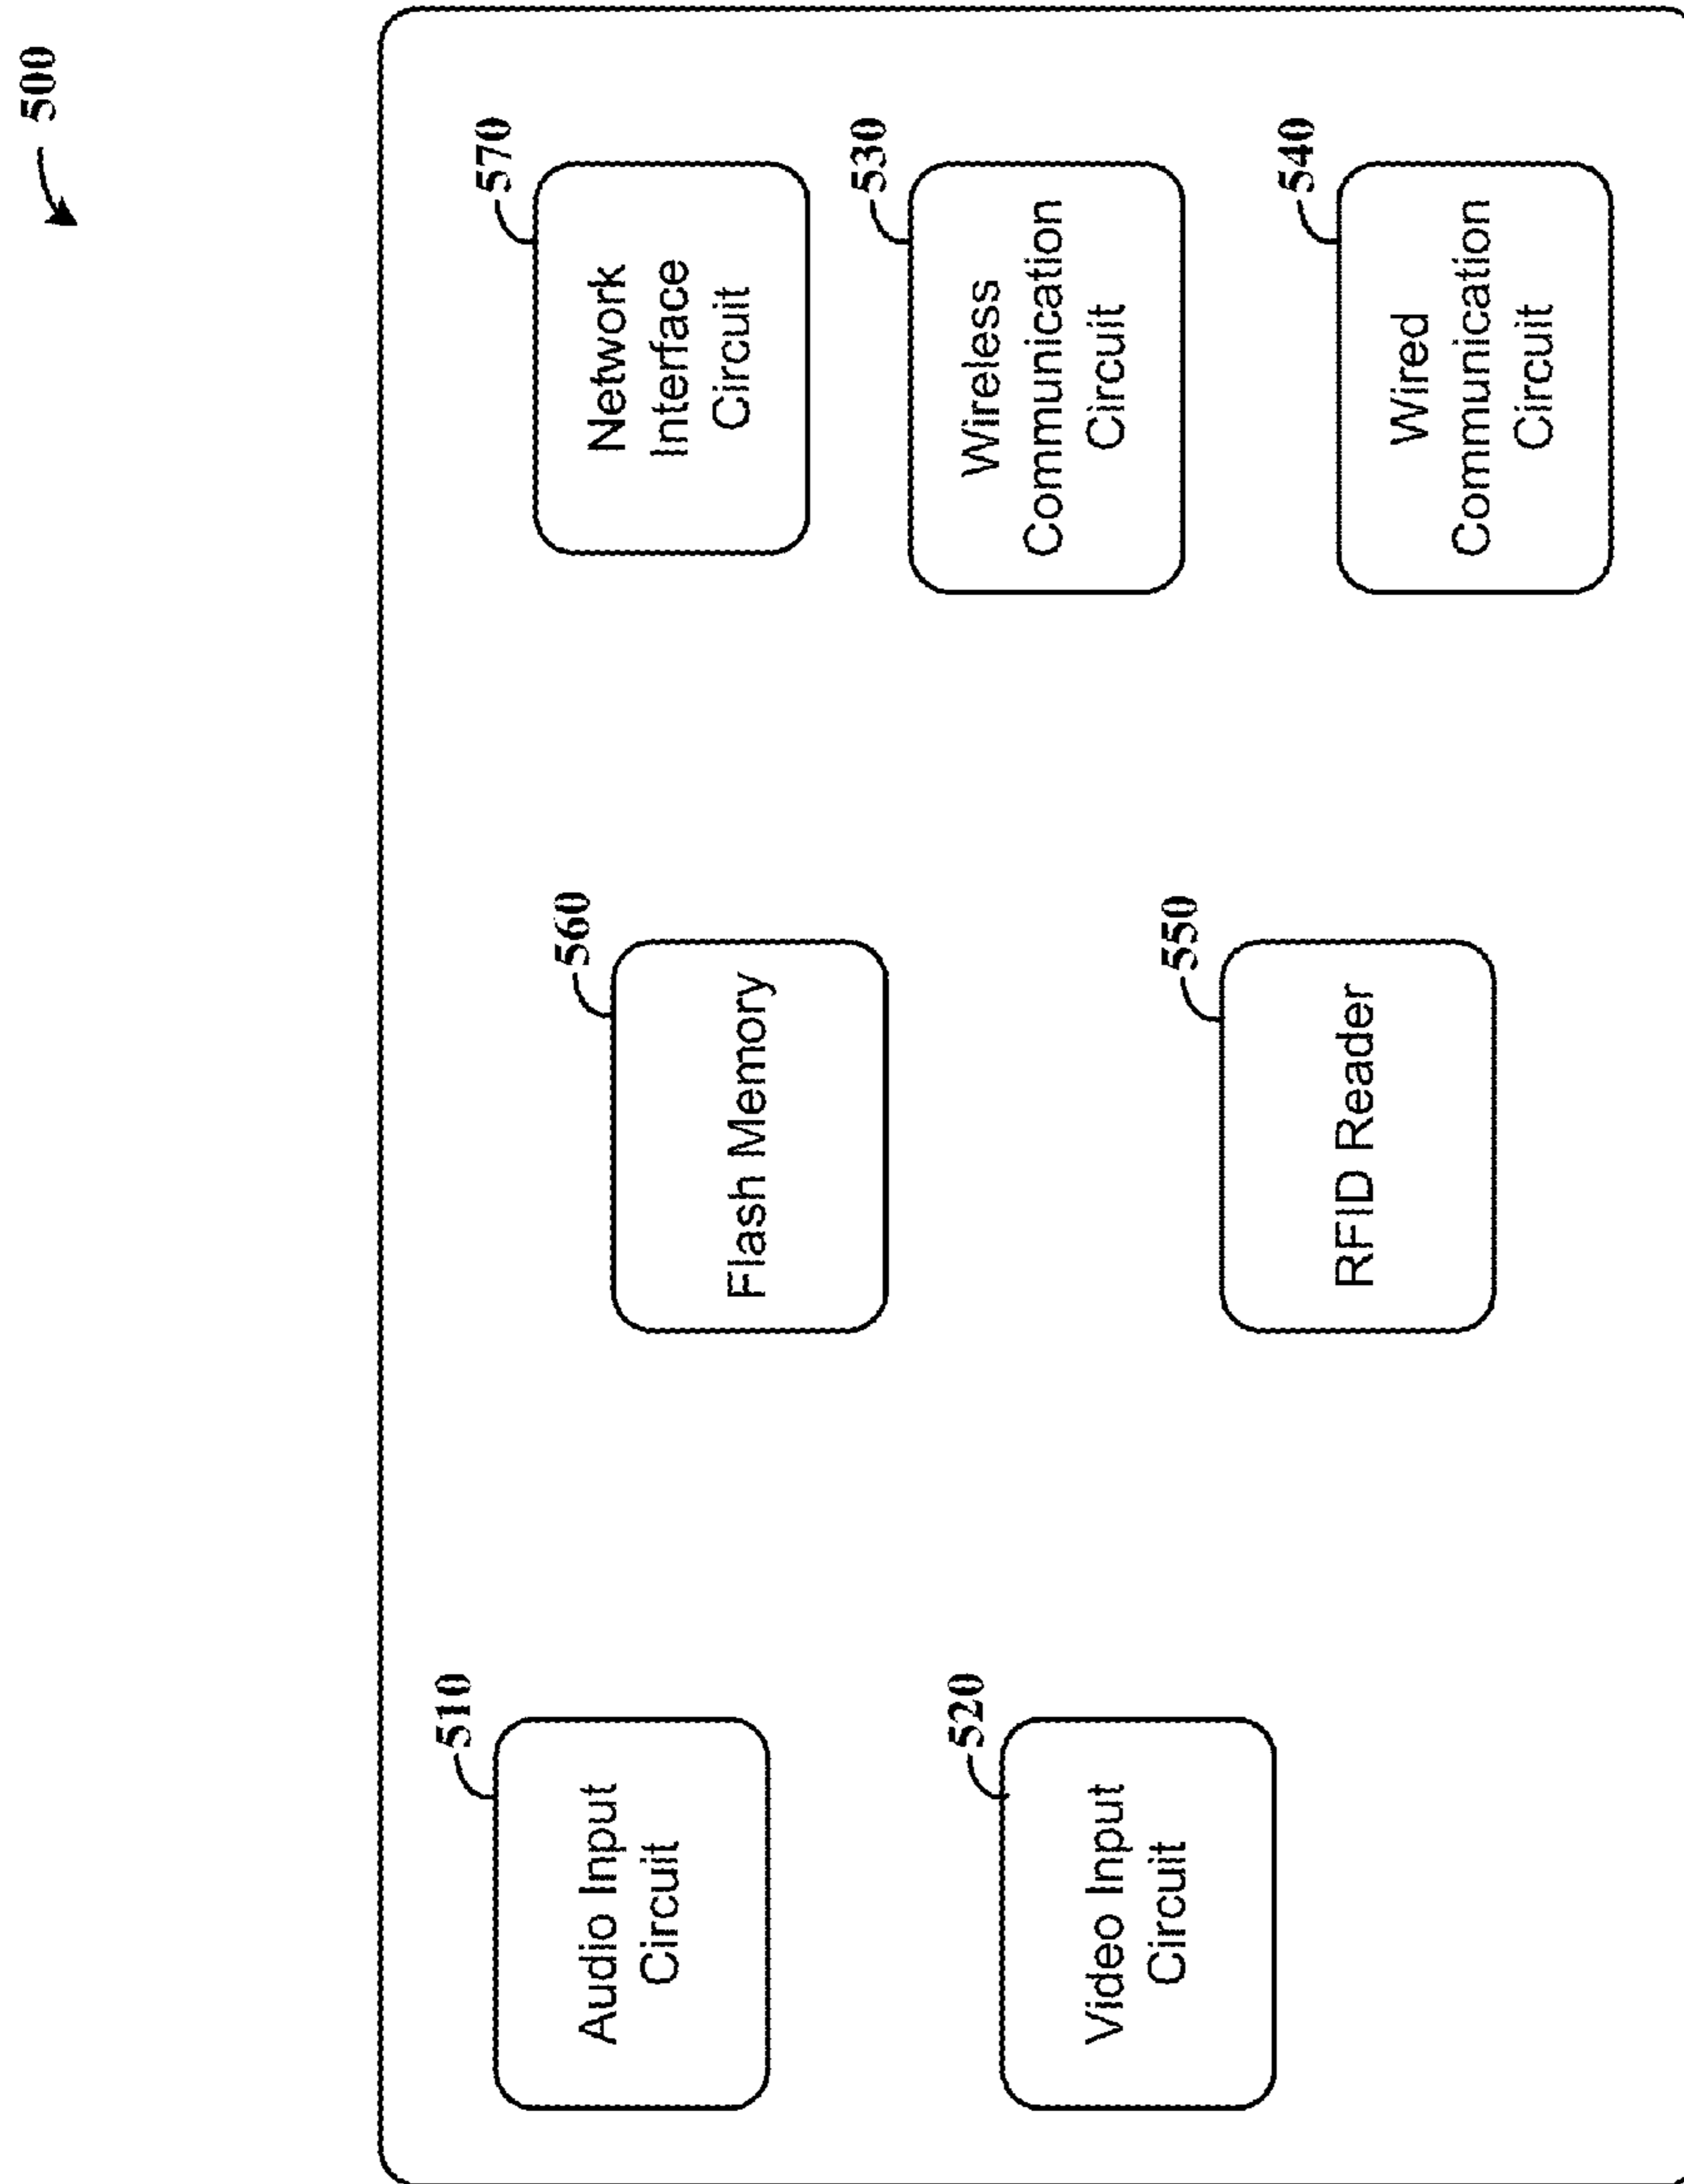 500
510
Audio Input
Circuit
520
Video Input
Circuit
560
Flash Memory
550
RFID Reader
570
Network
Interface
Circuit
530
Wireless
Communication
Circuit
540
Wired
Communication
Circuit